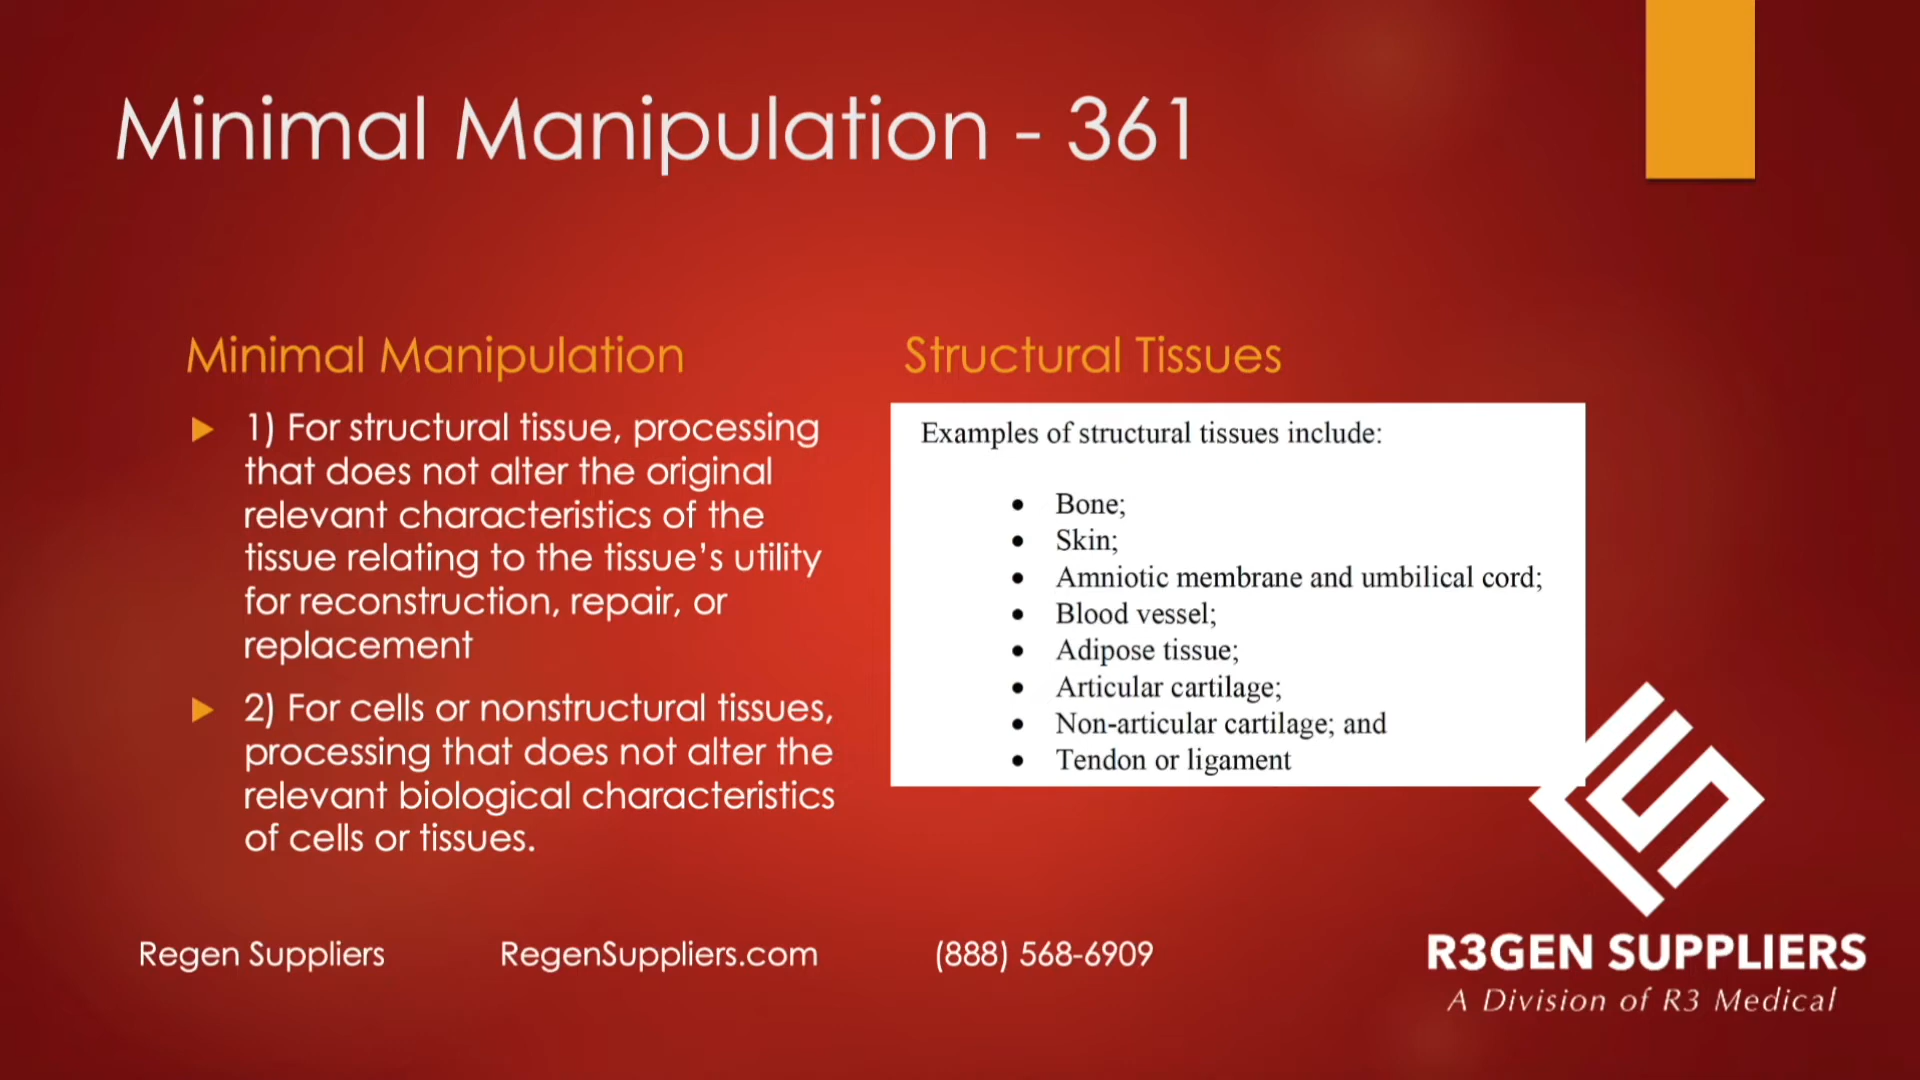 Minimal Manipulation - 361
Minimal Manipulation
1) For structural tissue, processing
that does not alter the original
relevant characteristics of the
tissue relating to the tissue's utility
for reconstruction, repair, or
replacement
2) For cells or nonstructural tissues,
processing that does not alter the
relevant biological characteristics
of cells or tissues.
Structural Tissues
Examples of structural tissues include:
• Bone;
• Skin;
• Amniotic membrane and umbilical cord;
• Blood vessel;
• Adipose tissue;
• Articular cartilage;
• Non-articular cartilage; and
• Tendon or ligament
Regen Suppliers RegenSuppliers.com (888) 568-6909
R3GEN SUPPLIERS
A Division of R3 Medical